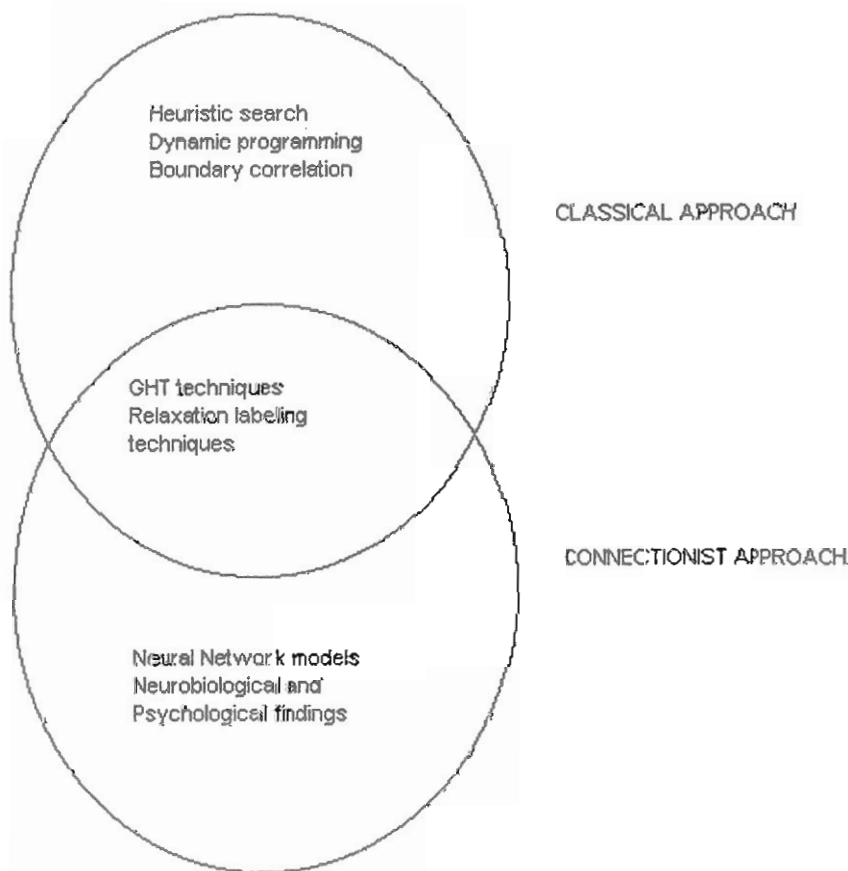 Heuristic search
Dynamic programming
Boundary correlation
CLASSICAL APPROACH
GHT techniques
Relaxation labeling
techniques
CONNECTIONIST APPROACH
Neural Network models
Neurobiological and
Psychological findings